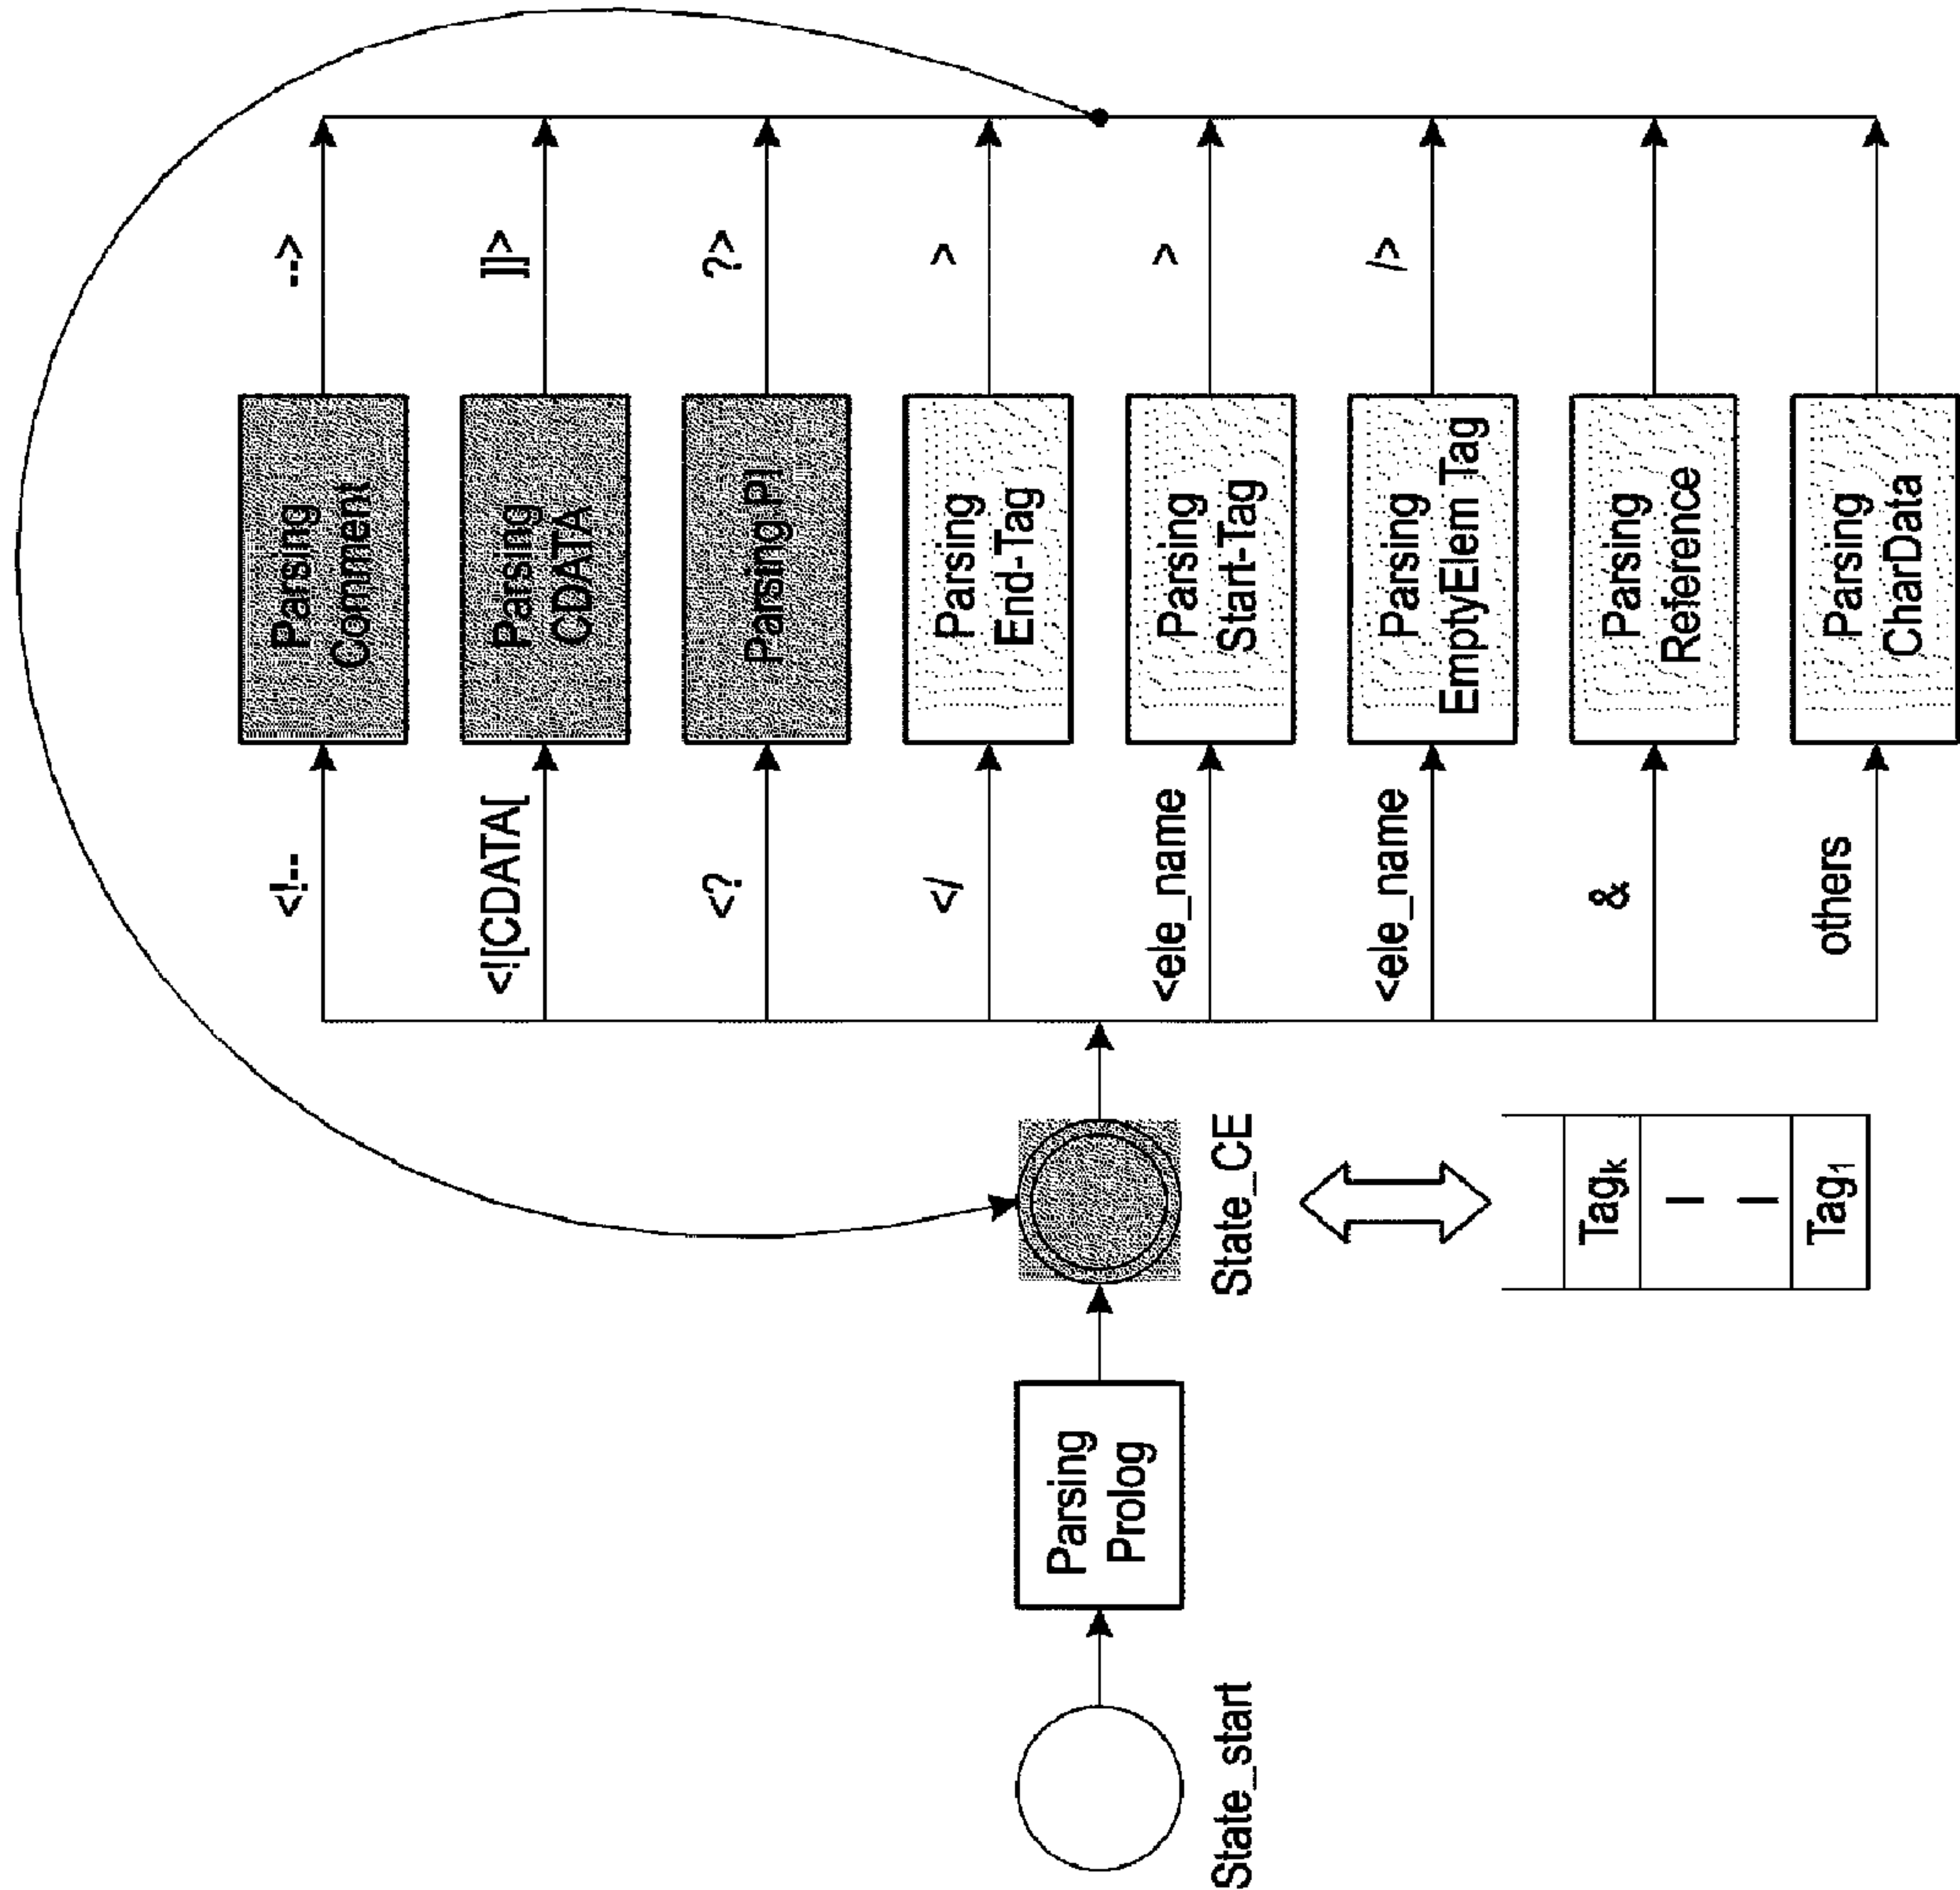 <!--
Parsing
Comment
-->
<![CDATA[
Parsing
CDATA
]]>
<?
Parsing PI
?>
</
Parsing
End-Tag
>
State_start
Parsing
Prolog
State_CE
<ele_name
Parsing
Start-Tag
>
<ele_name
Parsing
EmptyElem Tag
/>
&
Parsing
Reference
others
Parsing
CharData
Tagk
Tag1